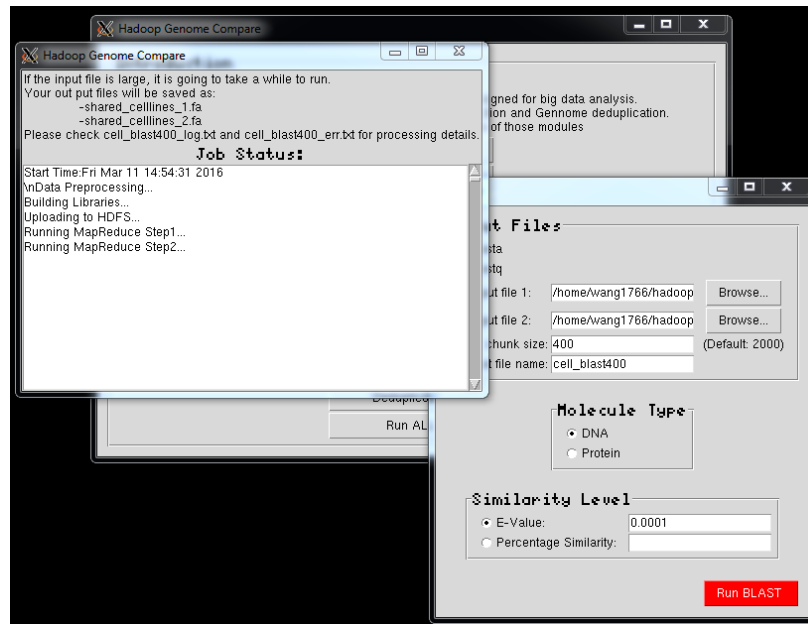 Hadoop Genome Compare
Hadoop Genome Compare
If the input file is large, it is going to take a while to run.
Your out put files will be saved as:
-shared_celllines_1.fa
-shared_celllines_2.fa
Please check cell_blast400_log.txt and cell_blast400_err.txt for processing details.
Job Status:
Start Time:Fri Mar 11 14:54:31 2016
\nData Preprocessing...
Building Libraries...
Uploading to HDFS...
Running MapReduce Step1...
Running MapReduce Step2...
gned for big data analysis.
ion and Gennome deduplication.
of those modules
Run AL
t Files
sta
stq
ut file 1: /home/wang1766/hadoop Browse...
ut file 2: /home/wang1766/hadoop Browse...
chunk size: 400 (Default: 2000)
t file name: cell_blast400
Molecule Type
DNA
Protein
Similarity Level
E-Value: 0.0001
Percentage Similarity:
Run BLAST